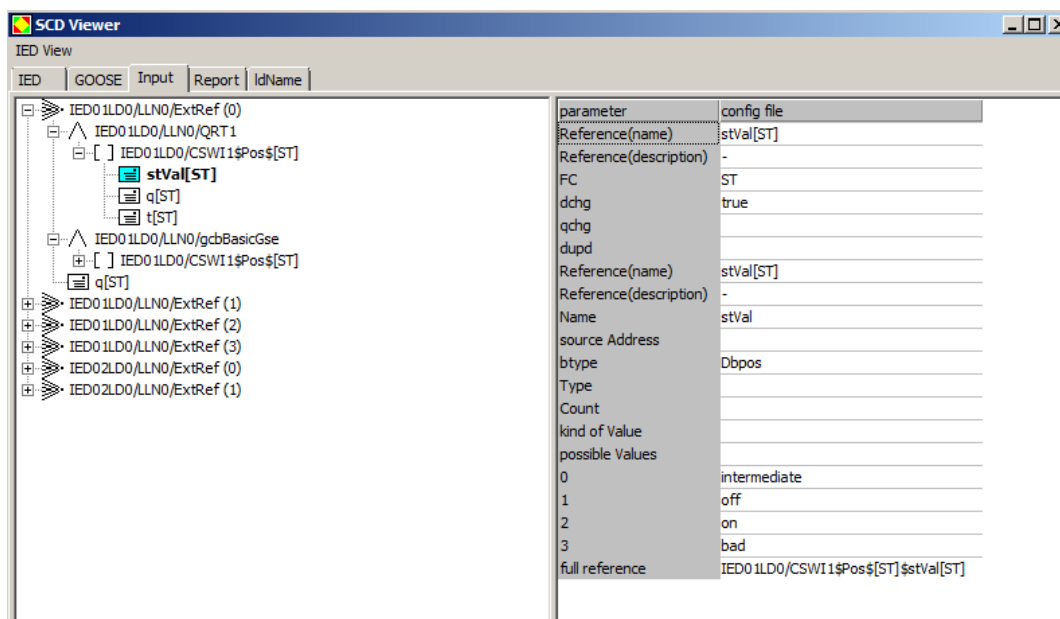 SCD Viewer
IED View
IED GOOSE Input Report ldName
IED01LD0/LLN0/ExtRef (0)
IED01LD0/LLN0/QRT1
[ ] IED01LD0/CSWI1$Pos$[ST]
stVal[ST]
q[ST]
t[ST]
IED01LD0/LLN0/gcbBasicGse
[ ] IED01LD0/CSWI1$Pos$[ST]
q[ST]
IED01LD0/LLN0/ExtRef (1)
IED01LD0/LLN0/ExtRef (2)
IED01LD0/LLN0/ExtRef (3)
IED02LD0/LLN0/ExtRef (0)
IED02LD0/LLN0/ExtRef (1)
parameter config file
Reference(name) stVal[ST]
Reference(description) -
FC ST
dchg true
qchg
dupd
Reference(name) stVal[ST]
Reference(description) -
Name stVal
source Address
btype Dbpos
Type
Count
kind of Value
possible Values
0 intermediate
1 off
2 on
3 bad
full reference IED01LD0/CSWI1$Pos$[ST]$stVal[ST]